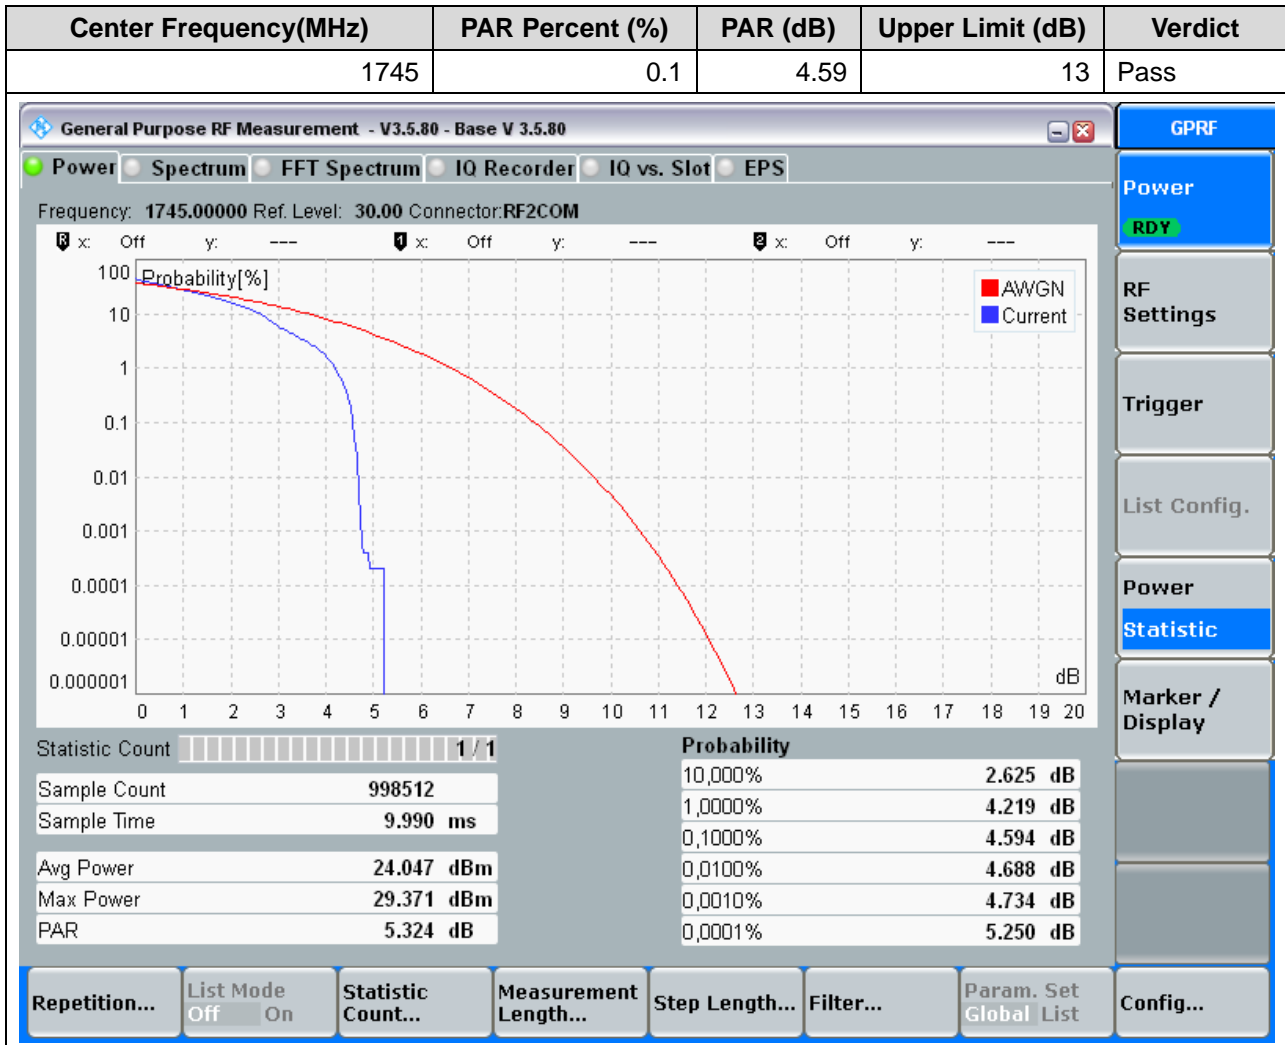 Center Frequency(MHz) PAR Percent (%) PAR (dB) Upper Limit (dB) Verdict
1745 0.1 4.59 13 Pass
General Purpose RF Measurement - V3.5.80 - Base V 3.5.80
GPRF
Power Spectrum FFT Spectrum IQ Recorder IQ vs. Slot EPS
Frequency: 1745.00000 Ref. Level: 30.00 Connector:RF2COM
R x: Off y: --- 1 x: Off y: --- 2 x: Off y: ---
Probability[%]
AWGN
Current
100
10
1
0.1
0.01
0.001
0.0001
0.00001
0.000001
dB
0 1 2 3 4 5 6 7 8 9 10 11 12 13 14 15 16 17 18 19 20
Statistic Count 1 / 1
Sample Count 998512
Sample Time 9.990 ms
Avg Power 24.047 dBm
Max Power 29.371 dBm
PAR 5.324 dB
Probability
10,000% 2.625 dB
1,0000% 4.219 dB
0,1000% 4.594 dB
0,0100% 4.688 dB
0,0010% 4.734 dB
0,0001% 5.250 dB
Power
RDY
RF
Settings
Trigger
List Config.
Power
Statistic
Marker /
Display
Repetition...
List Mode
Off On
Statistic
Count...
Measurement
Length...
Step Length...
Filter...
Param. Set
Global List
Config...